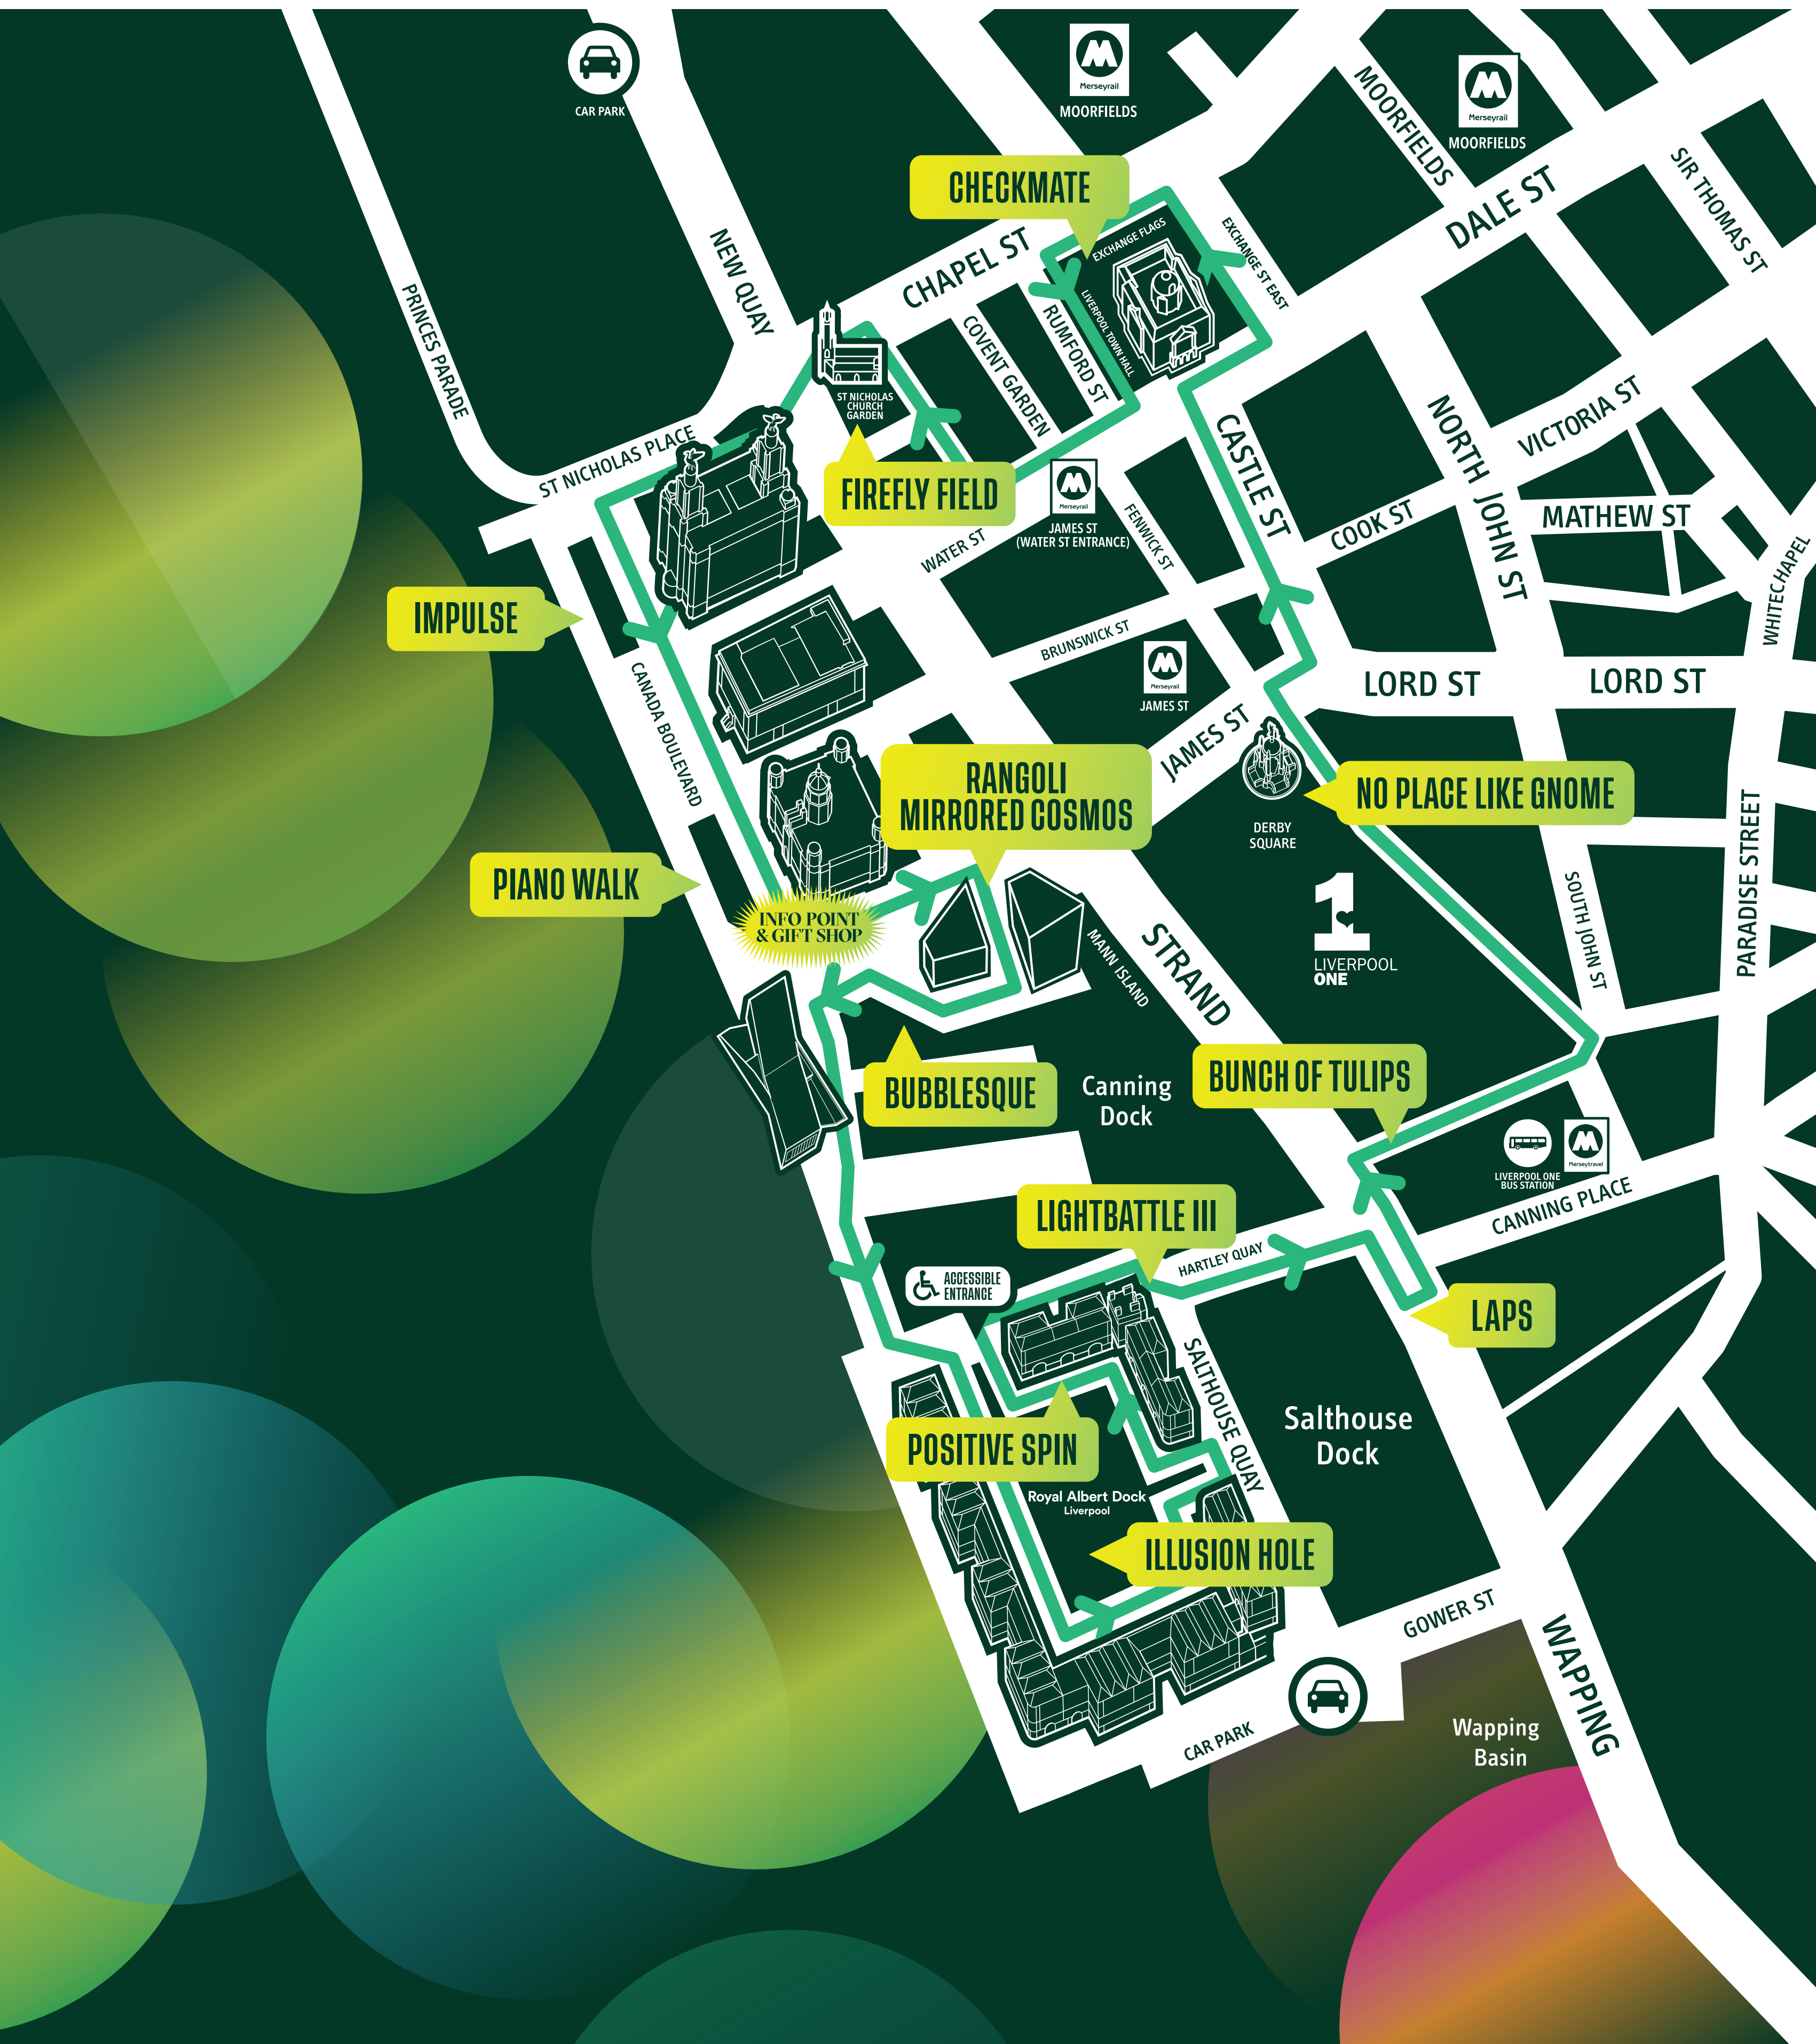 CAR PARK
Merseyrail
MOORFIELDS
MOORFIELDS
Merseyrail
MOORFIELDS
SIR THOMAS ST
DALE ST
CHECKMATE
EXCHANGE FLAGS
EXCHANGE ST EAST
LIVERPOOL TOWN HALL
NEW QUAY
CHAPEL ST
PRINCES PARADE
COVENT GARDEN
RUMFORD ST
ST NICHOLAS
CHURCH
GARDEN
ST NICHOLAS PLACE
FIREFLY FIELD
Merseyrail
JAMES ST
(WATER ST ENTRANCE)
WATER ST
FENWICK ST
CASTLE ST
COOK ST
NORTH JOHN ST
VICTORIA ST
MATHEW ST
WHITECHAPEL
IMPULSE
CANADA BOULEVARD
BRUNSWICK ST
Merseyrail
JAMES ST
JAMES ST
LORD ST
LORD ST
RANGOLI
MIRRORED COSMOS
NO PLACE LIKE GNOME
DERBY
SQUARE
PIANO WALK
INFO POINT
& GIFT SHOP
MANN ISLAND
STRAND
1
LIVERPOOL
ONE
SOUTH JOHN ST
PARADISE STREET
BUBBLESQUE
Canning
Dock
BUNCH OF TULIPS
Merseytravel
LIVERPOOL ONE
BUS STATION
CANNING PLACE
LIGHTBATTLE III
HARTLEY QUAY
ACCESSIBLE
ENTRANCE
LAPS
SALTHOUSE QUAY
Salthouse
Dock
POSITIVE SPIN
Royal Albert Dock
Liverpool
ILLUSION HOLE
GOWER ST
WAPPING
CAR PARK
Wapping
Basin